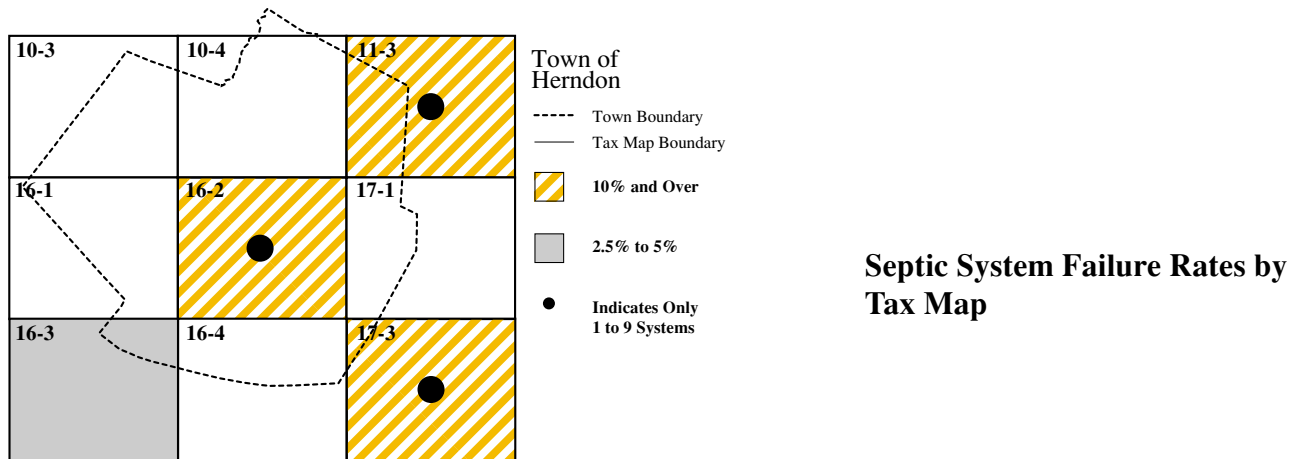 10-3
10-4
11-3
16-1
16-2
17-1
16-3
16-4
17-3
Town of
Herndon
Town Boundary
Tax Map Boundary
10% and Over
2.5% to 5%
Indicates Only
1 to 9 Systems
Septic System Failure Rates by
Tax Map